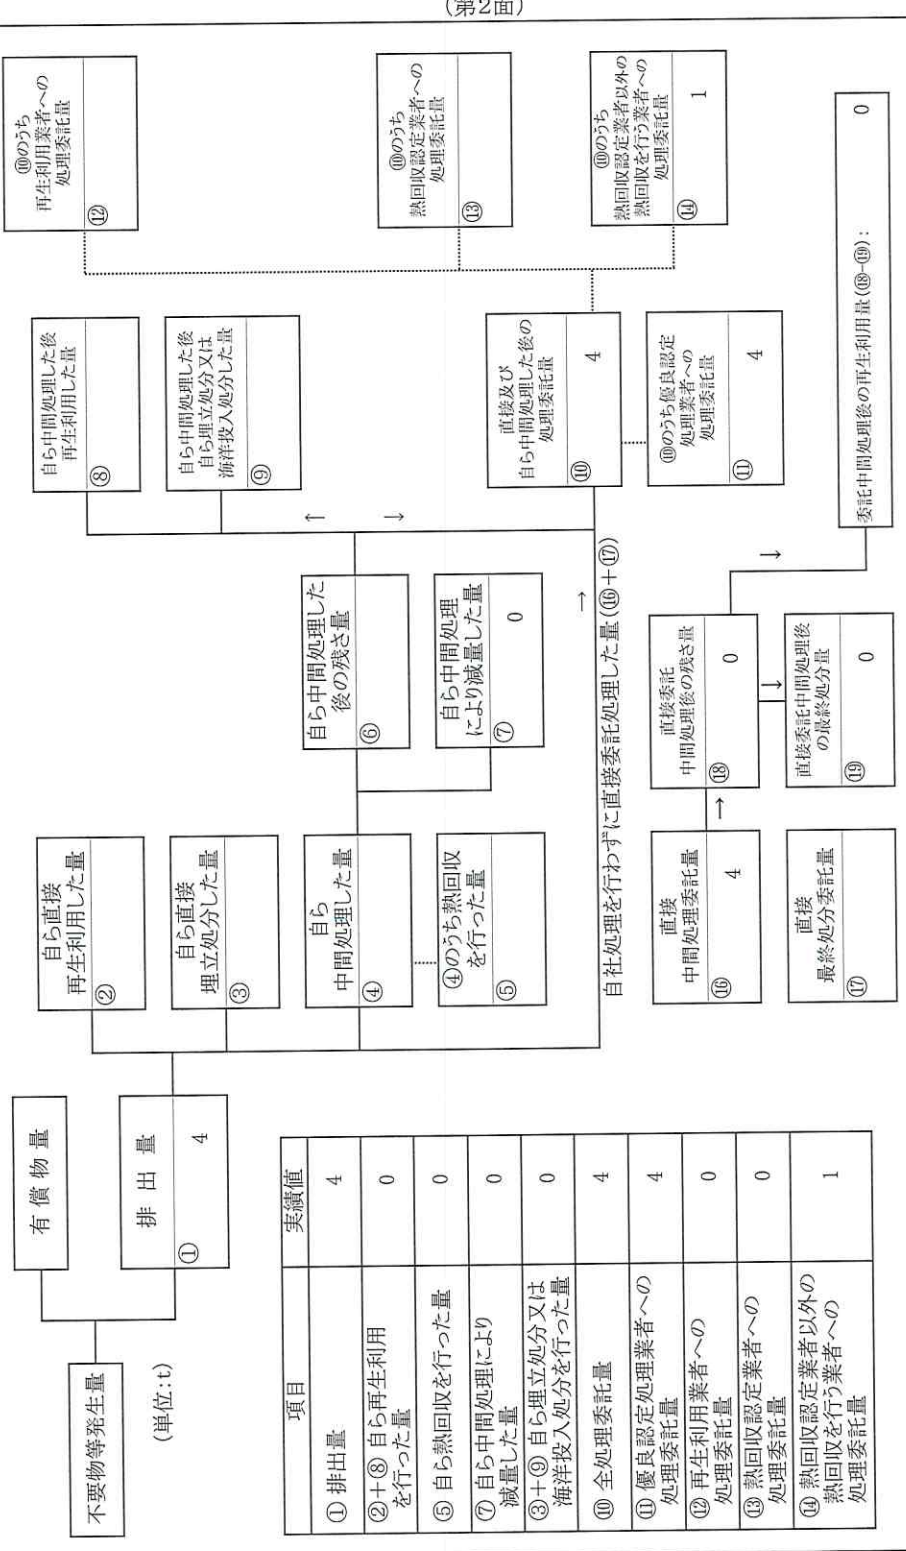 (第2面)
不要物等発生量
(単位:t)
有償物量
排出量
① 4
自ら直接
再生利用した量
②
自ら直接
埋立処分した量
③
自ら
中間処理した量
④
④のうち熱回収
を行った量
⑤
自ら中間処理した
後の残さ量
⑥
自ら中間処理
により減量した量
⑦ 0
自ら中間処理した後
再生利用した量
⑧
自ら中間処理した後
自ら埋立処分又は
海洋投入処分した量
⑨
↑
↓
→
自社処理を行わずに直接委託処理した量(⑯+⑰)
直接及び
自ら中間処理した後の
処理委託量
⑩ 4
⑩のうち優良認定
処理業者への
処理委託量
⑪ 4
⑩のうち
再生利用業者への
処理委託量
⑫
⑩のうち
熱回収認定業者への
処理委託量
⑬
⑩のうち
熱回収認定業者以外の
熱回収を行う業者への
処理委託量
⑭ 1
直接
中間処理委託量
⑯ 4
→
直接
最終処分委託量
⑰
直接委託
中間処理後の残さ量
⑱ 0
↓
直接委託中間処理後
の最終処分量
⑲ 0
↓
委託中間処理後の再生利用量(⑱-⑲): 0
項目 実績値
① 排出量 4
②+⑧ 自ら再生利用
を行った量 0
⑤ 自ら熱回収を行った量 0
⑦ 自ら中間処理により
減量した量 0
③+⑨ 自ら埋立処分又は
海洋投入処分を行った量 0
⑩ 全処理委託量 4
⑪ 優良認定処理業者への
処理委託量 4
⑫ 再生利用業者への
処理委託量 0
⑬ 熱回収認定業者への
処理委託量 0
⑭ 熱回収認定業者以外の
熱回収を行う業者への
処理委託量 1